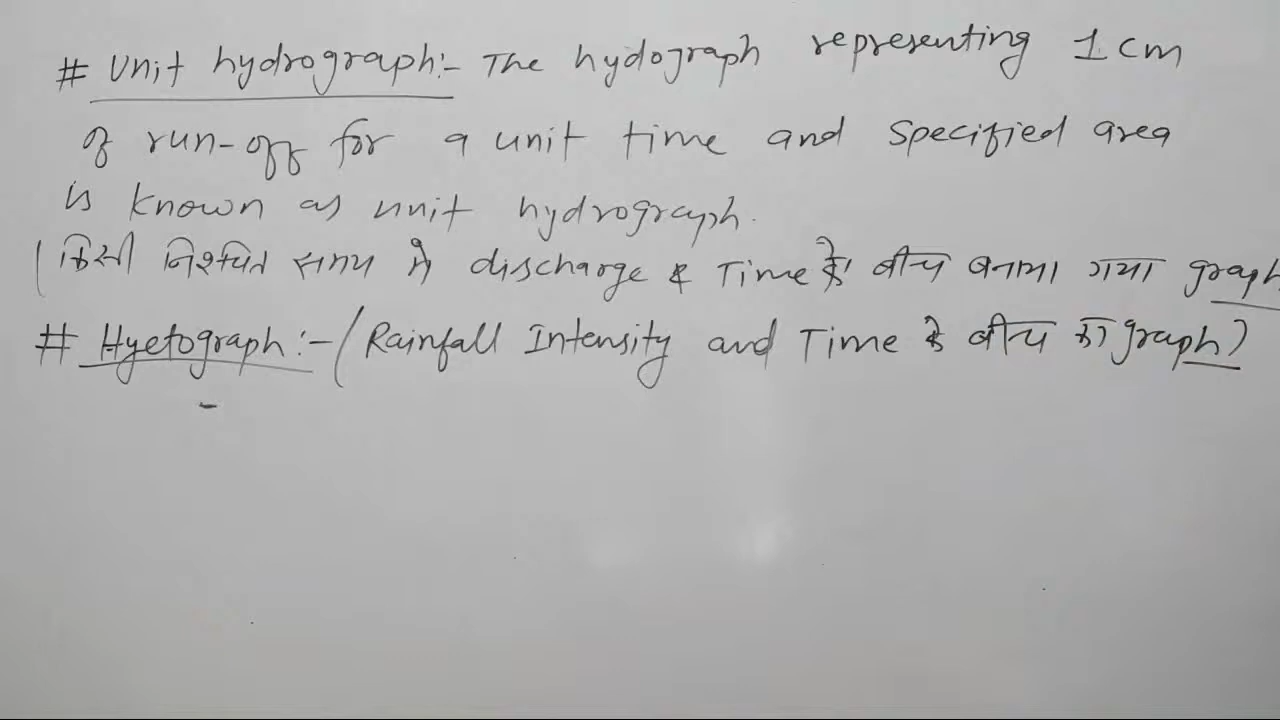 # Unit hydrograph:- The hydograph representing 1 cm
of run-off for a unit time and specified area
is known as unit hydrograph.
(किसी निश्चित समय मे discharge & Time के बीच बनाया गया graph
# Hyetograph:- (Rainfall Intensity and Time के बीच का graph)